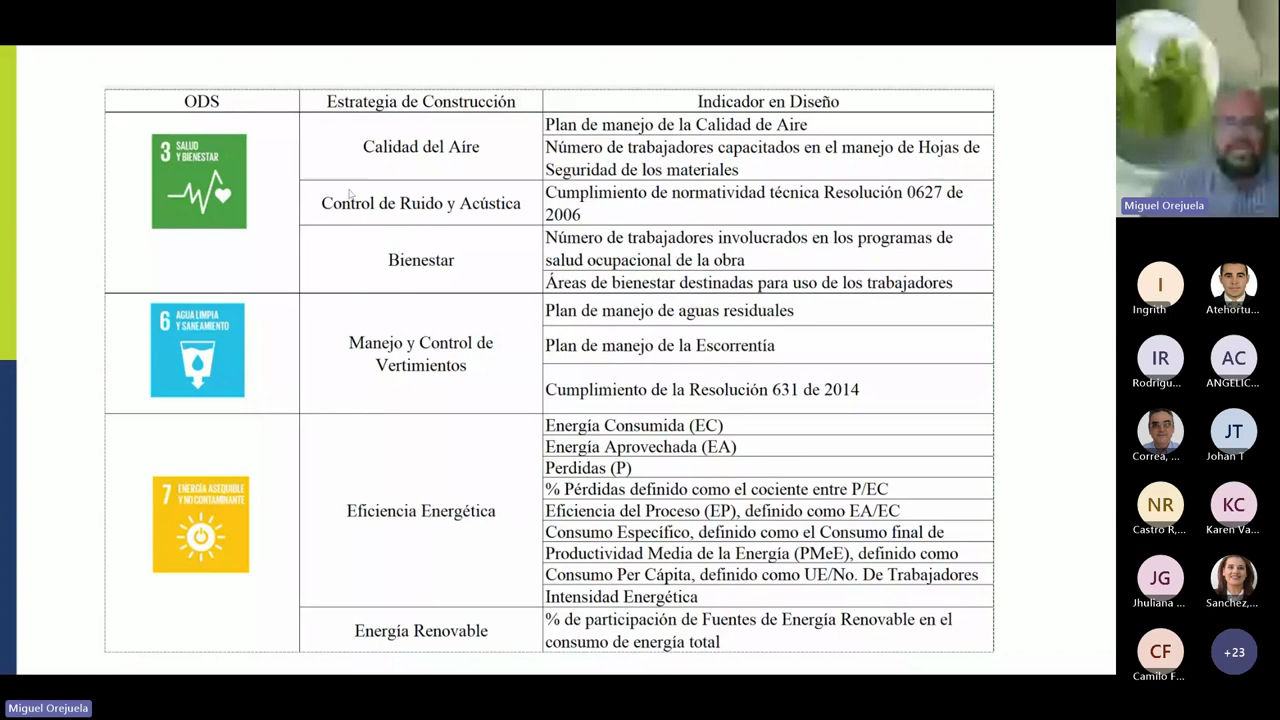 ODS
Estrategia de Construcción
Indicador en Diseño
3 SALUD
Y BIENESTAR
Calidad del Aíre
Plan de manejo de la Calidad de Aire
Número de trabajadores capacitados en el manejo de Hojas de
Seguridad de los materiales
Control de Ruido y Acústica
Cumplimiento de normatividad técnica Resolución 0627 de
2006
Bienestar
Número de trabajadores involucrados en los programas de
salud ocupacional de la obra
Áreas de bienestar destinadas para uso de los trabajadores
6 AGUA LIMPIA
Y SANEAMIENTO
Manejo y Control de
Vertimientos
Plan de manejo de aguas residuales
Plan de manejo de la Escorrentía
Cumplimiento de la Resolución 631 de 2014
7 ENERGÍA ASEQUIBLE
Y NO CONTAMINANTE
Eficiencia Energética
Energía Consumida (EC)
Energía Aprovechada (EA)
Perdidas (P)
% Pérdidas definido como el cociente entre P/EC
Eficiencia del Proceso (EP), definido como EA/EC
Consumo Específico, definido como el Consumo final de
Productividad Media de la Energía (PMeE), definido como
Consumo Per Cápita, definido como UE/No. De Trabajadores
Intensidad Energética
Energía Renovable
% de participación de Fuentes de Energía Renovable en el
consumo de energía total
Miguel Orejuela
I
Ingrith
Atehortu...
IR
Rodrigu...
AC
ANGELIC...
Correa, ...
JT
Johan T
NR
Castro R,...
KC
Karen Va...
JG
Jhuliana ...
Sanchez,...
CF
Camilo F...
+23
Miguel Orejuela